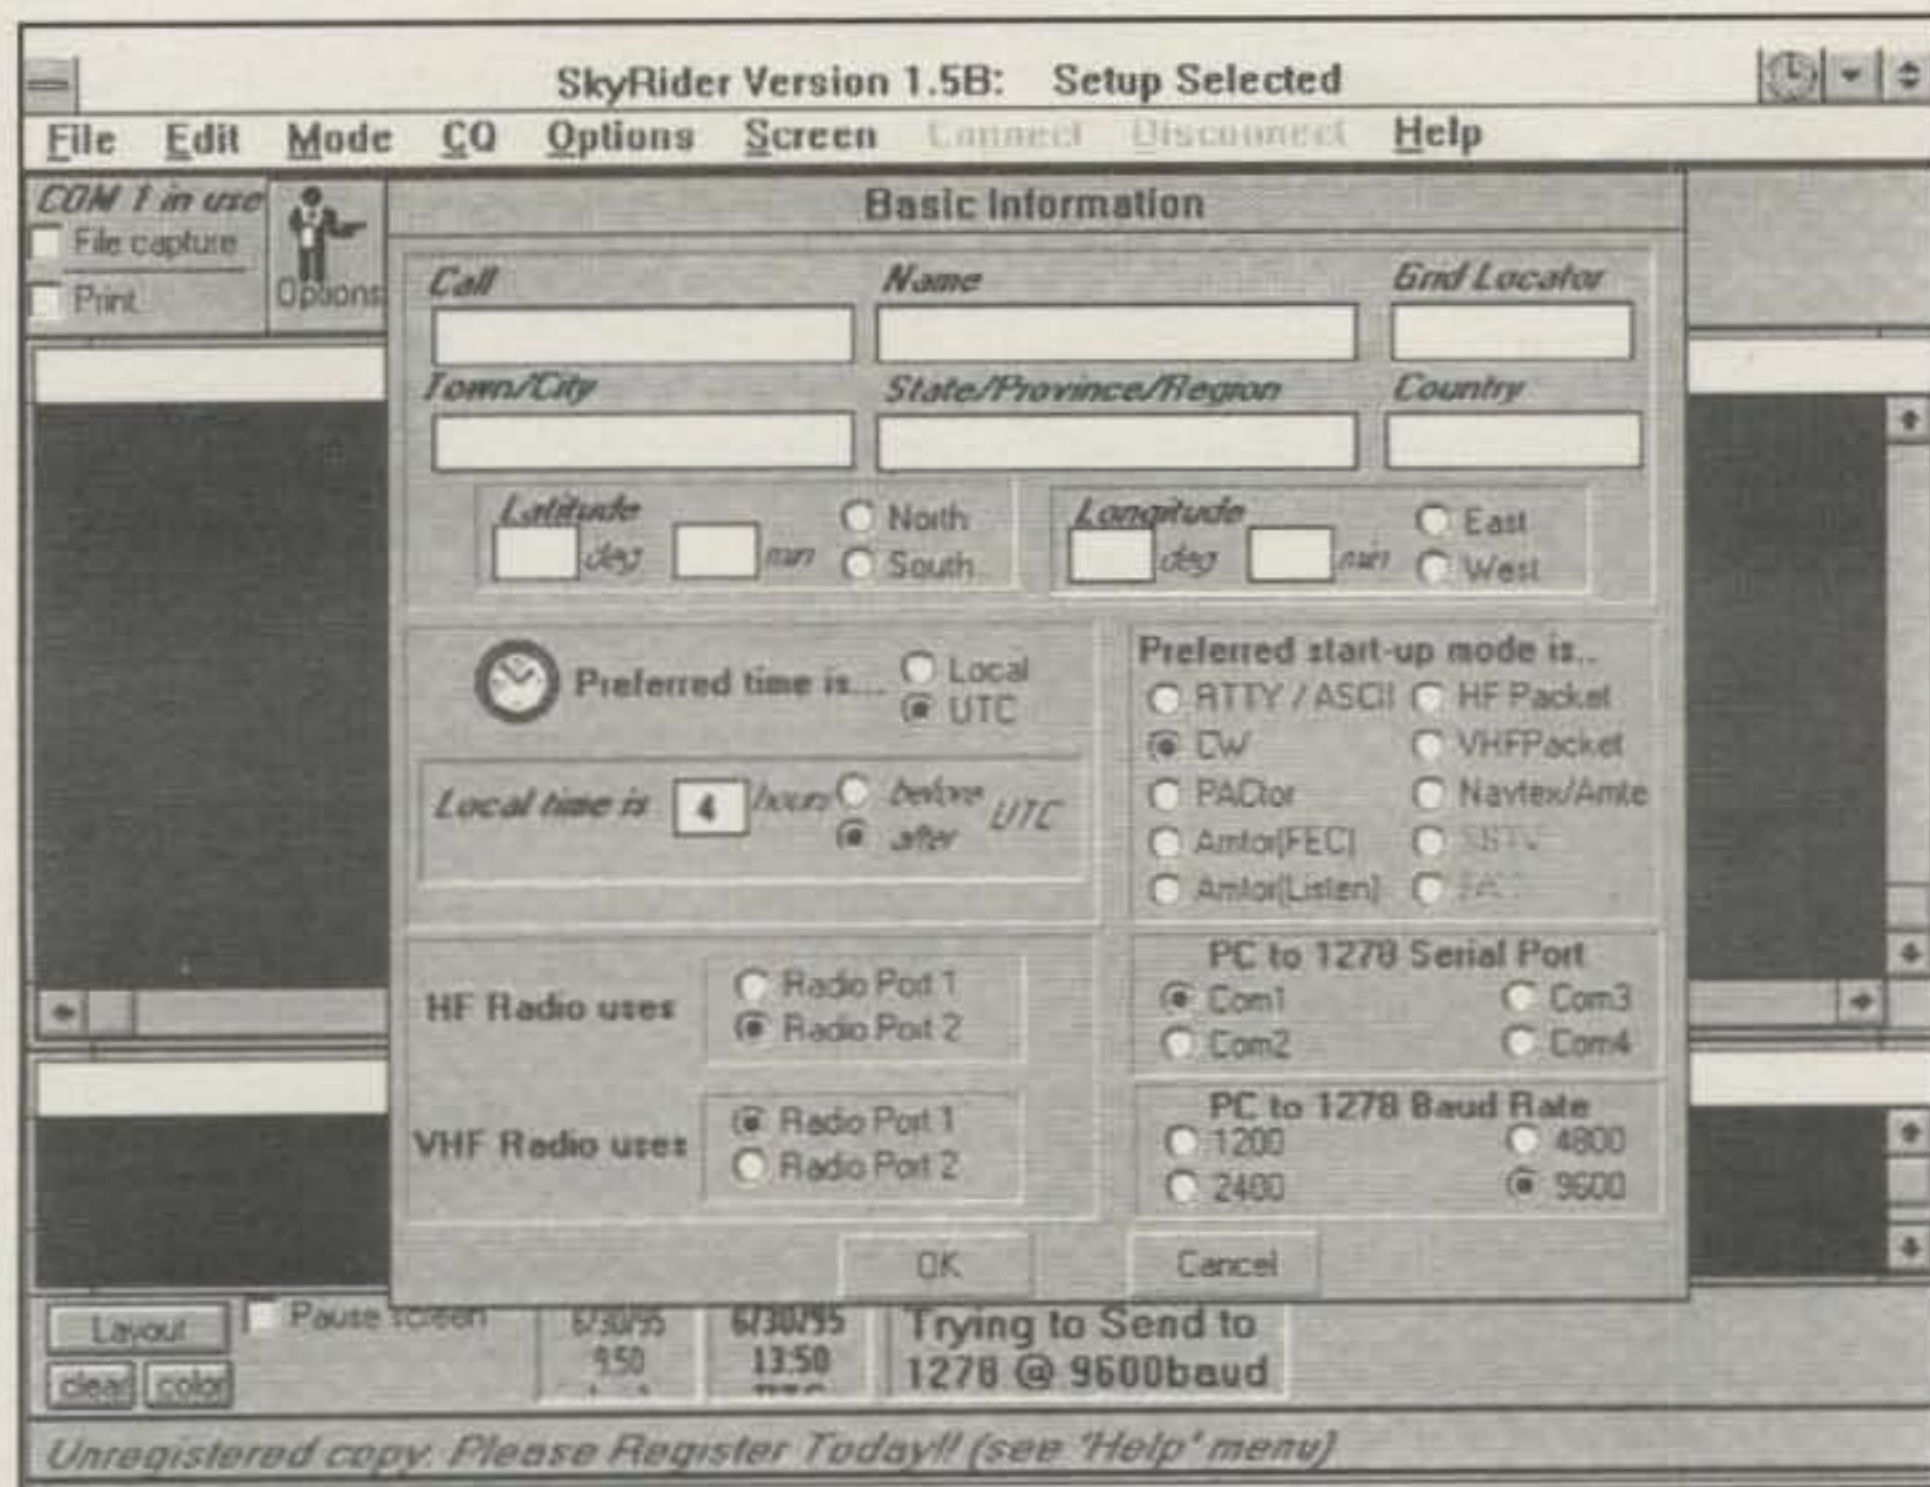 SkyRider Version 1.5B: Setup Selected
File Edit Mode CQ Options Screen Connect Disconnect Help
COM 1 in use
File capture
Print
Options
Basic Information
Call Name Grid Locator
Town/City State/Province/Region Country
Latitude
deg min
North
South
Longitude
deg min
East
West
Preferred time is...
Local
UTC
Local time is 4 hours
before
after
UTC
Preferred start-up mode is..
RTTY / ASCII HF Packet
CW VHFPacket
PACtor Navtex/Amte
Amtor(FEC) SSTV
Amtor(Listen)
HF Radio uses
Radio Port 1
Radio Port 2
VHF Radio uses
Radio Port 1
Radio Port 2
PC to 1278 Serial Port
Com1 Com3
Com2 Com4
PC to 1278 Baud Rate
1200 4800
2400 9600
OK Cancel
Layout
Pause screen
clear color
6/30/95
9:50
6/30/95
13:50
UTC
Trying to Send to
1278 @ 9600baud
Unregistered copy. Please Register Today!! (see 'Help' menu)